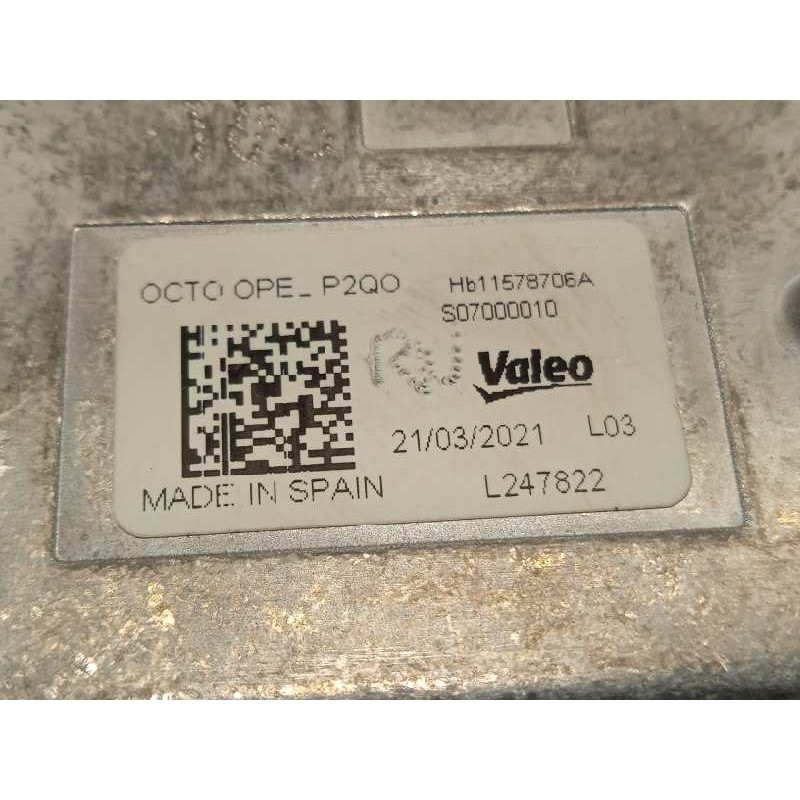 OCTO OPE_ P2QO Hb11578706A
S07000010
Valeo
21/03/2021 L03
MADE IN SPAIN L247822